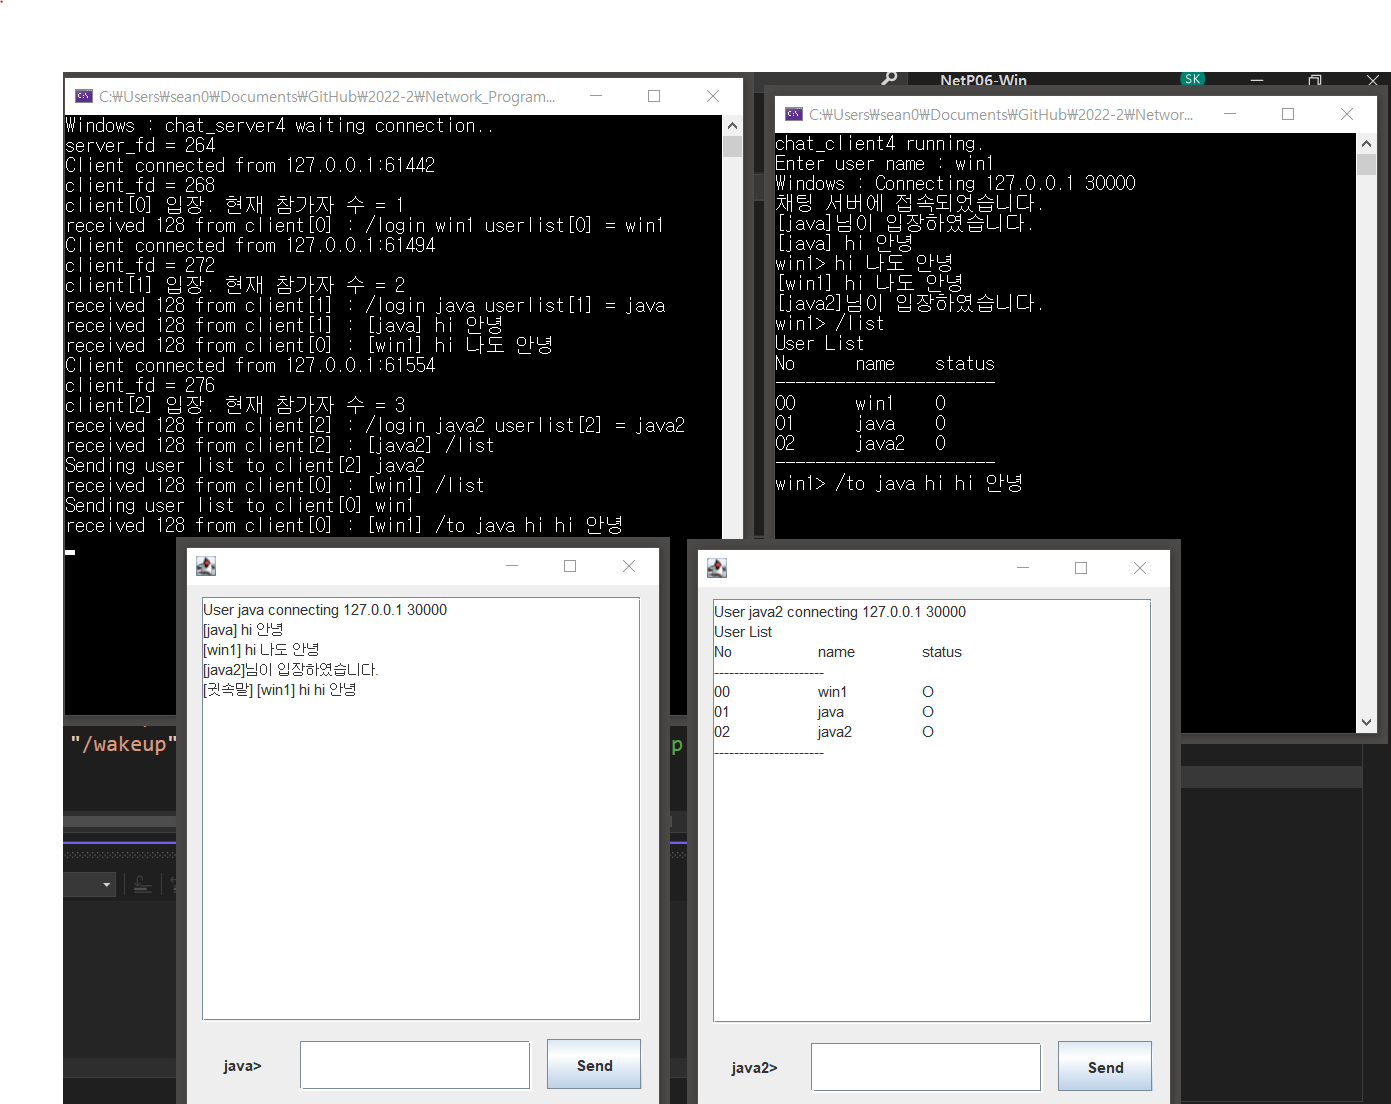 NetP06-Win
SK
C:₩Users₩sean0₩Documents₩GitHub₩2022-2₩Network_Program...
Windows : chat_server4 waiting connection..
server_fd = 264
Client connected from 127.0.0.1:61442
client_fd = 268
client[0] 입장. 현재 참가자 수 = 1
received 128 from client[0] : /login win1 userlist[0] = win1
Client connected from 127.0.0.1:61494
client_fd = 272
client[1] 입장. 현재 참가자 수 = 2
received 128 from client[1] : /login java userlist[1] = java
received 128 from client[1] : [java] hi 안녕
received 128 from client[0] : [win1] hi 나도 안녕
Client connected from 127.0.0.1:61554
client_fd = 276
client[2] 입장. 현재 참가자 수 = 3
received 128 from client[2] : /login java2 userlist[2] = java2
received 128 from client[2] : [java2] /list
Sending user list to client[2] java2
received 128 from client[0] : [win1] /list
Sending user list to client[0] win1
received 128 from client[0] : [win1] /to java hi hi 안녕
C:₩Users₩sean0₩Documents₩GitHub₩2022-2₩Networ...
chat_client4 running.
Enter user name : win1
Windows : Connecting 127.0.0.1 30000
채팅 서버에 접속되었습니다.
[java]님이 입장하였습니다.
[java] hi 안녕
win1> hi 나도 안녕
[win1] hi 나도 안녕
[java2]님이 입장하였습니다.
win1> /list
User List
No name status
----------------------
00 win1 O
01 java O
02 java2 O
----------------------
win1> /to java hi hi 안녕
"/wakeup"
p
User java connecting 127.0.0.1 30000
[java] hi 안녕
[win1] hi 나도 안녕
[java2]님이 입장하였습니다.
[귓속말] [win1] hi hi 안녕
java>
Send
User java2 connecting 127.0.0.1 30000
User List
No name status
----------------------
00 win1 O
01 java O
02 java2 O
----------------------
java2>
Send